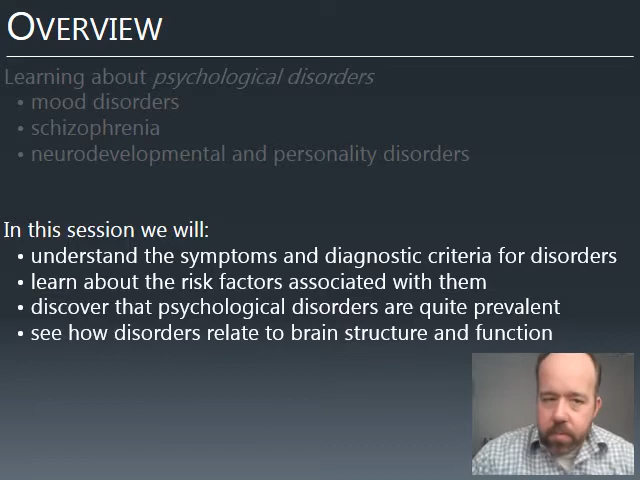 OVERVIEW
Learning about psychological disorders
• mood disorders
• schizophrenia
• neurodevelopmental and personality disorders
In this session we will:
• understand the symptoms and diagnostic criteria for disorders
• learn about the risk factors associated with them
• discover that psychological disorders are quite prevalent
• see how disorders relate to brain structure and function